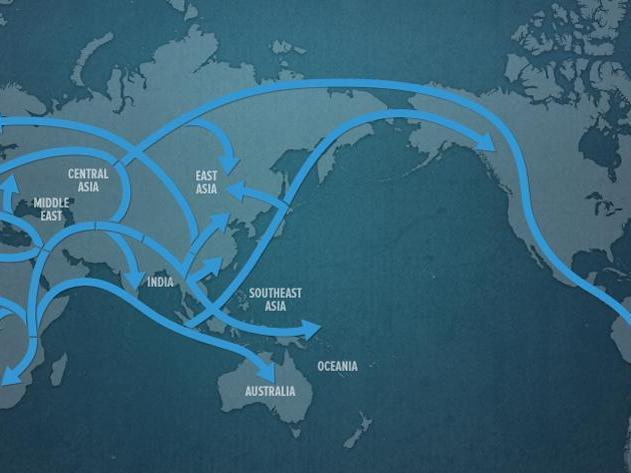 CENTRAL
ASIA
EAST
ASIA
MIDDLE
EAST
INDIA
SOUTHEAST
ASIA
OCEANIA
AUSTRALIA